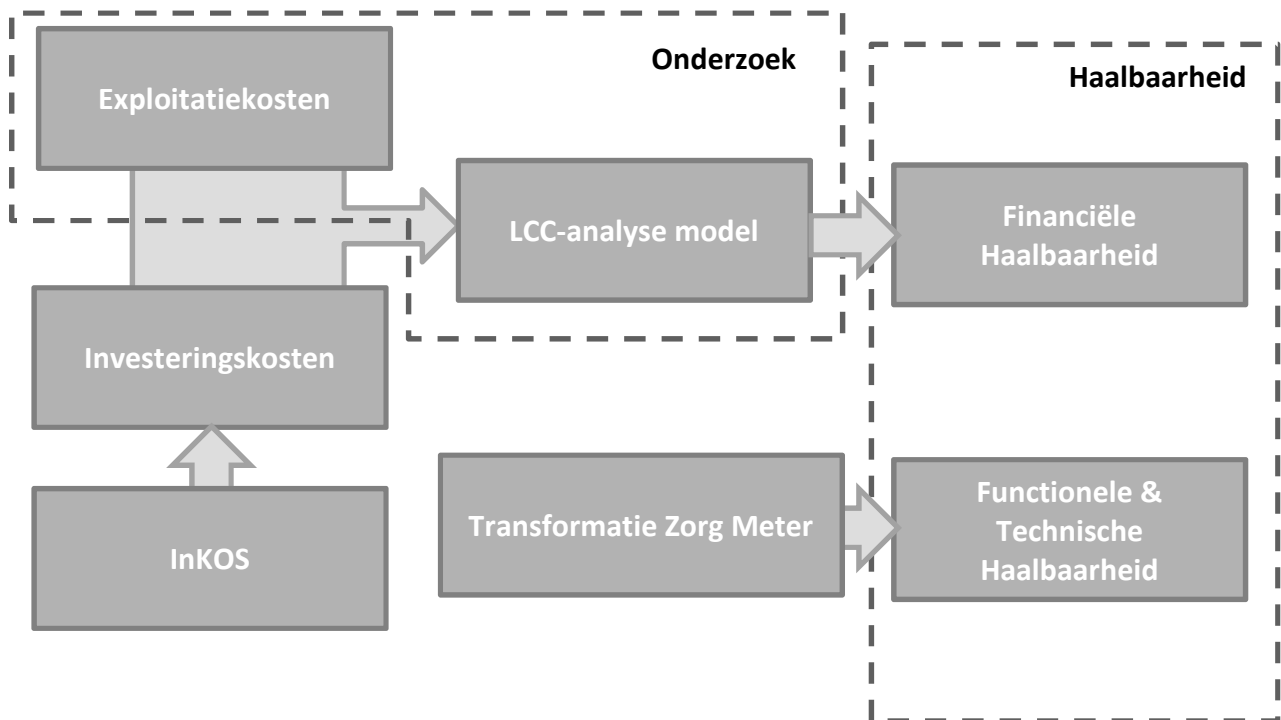 Onderzoek
Haalbaarheid
Exploitatiekosten
LCC-analyse model
Financiële
Haalbaarheid
Investeringskosten
InKOS
Transformatie Zorg Meter
Functionele &
Technische
Haalbaarheid